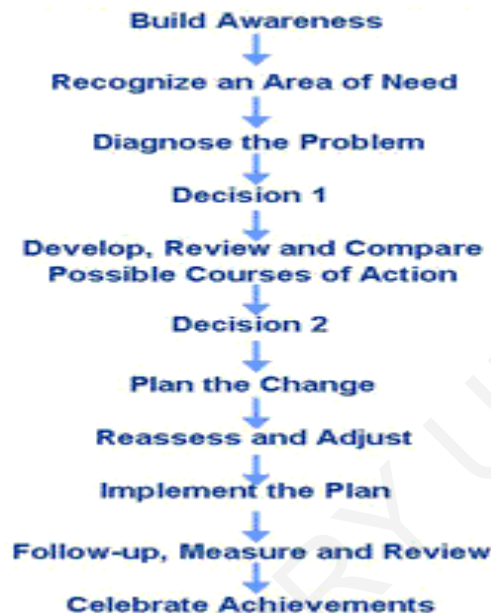 Build Awareness
Recognize an Area of Need
Diagnose the Problem
Decision 1
Develop, Review and Compare
Possible Courses of Action
Decision 2
Plan the Change
Reassess and Adjust
Implement the Plan
Follow-up, Measure and Review
Celebrate Achievements